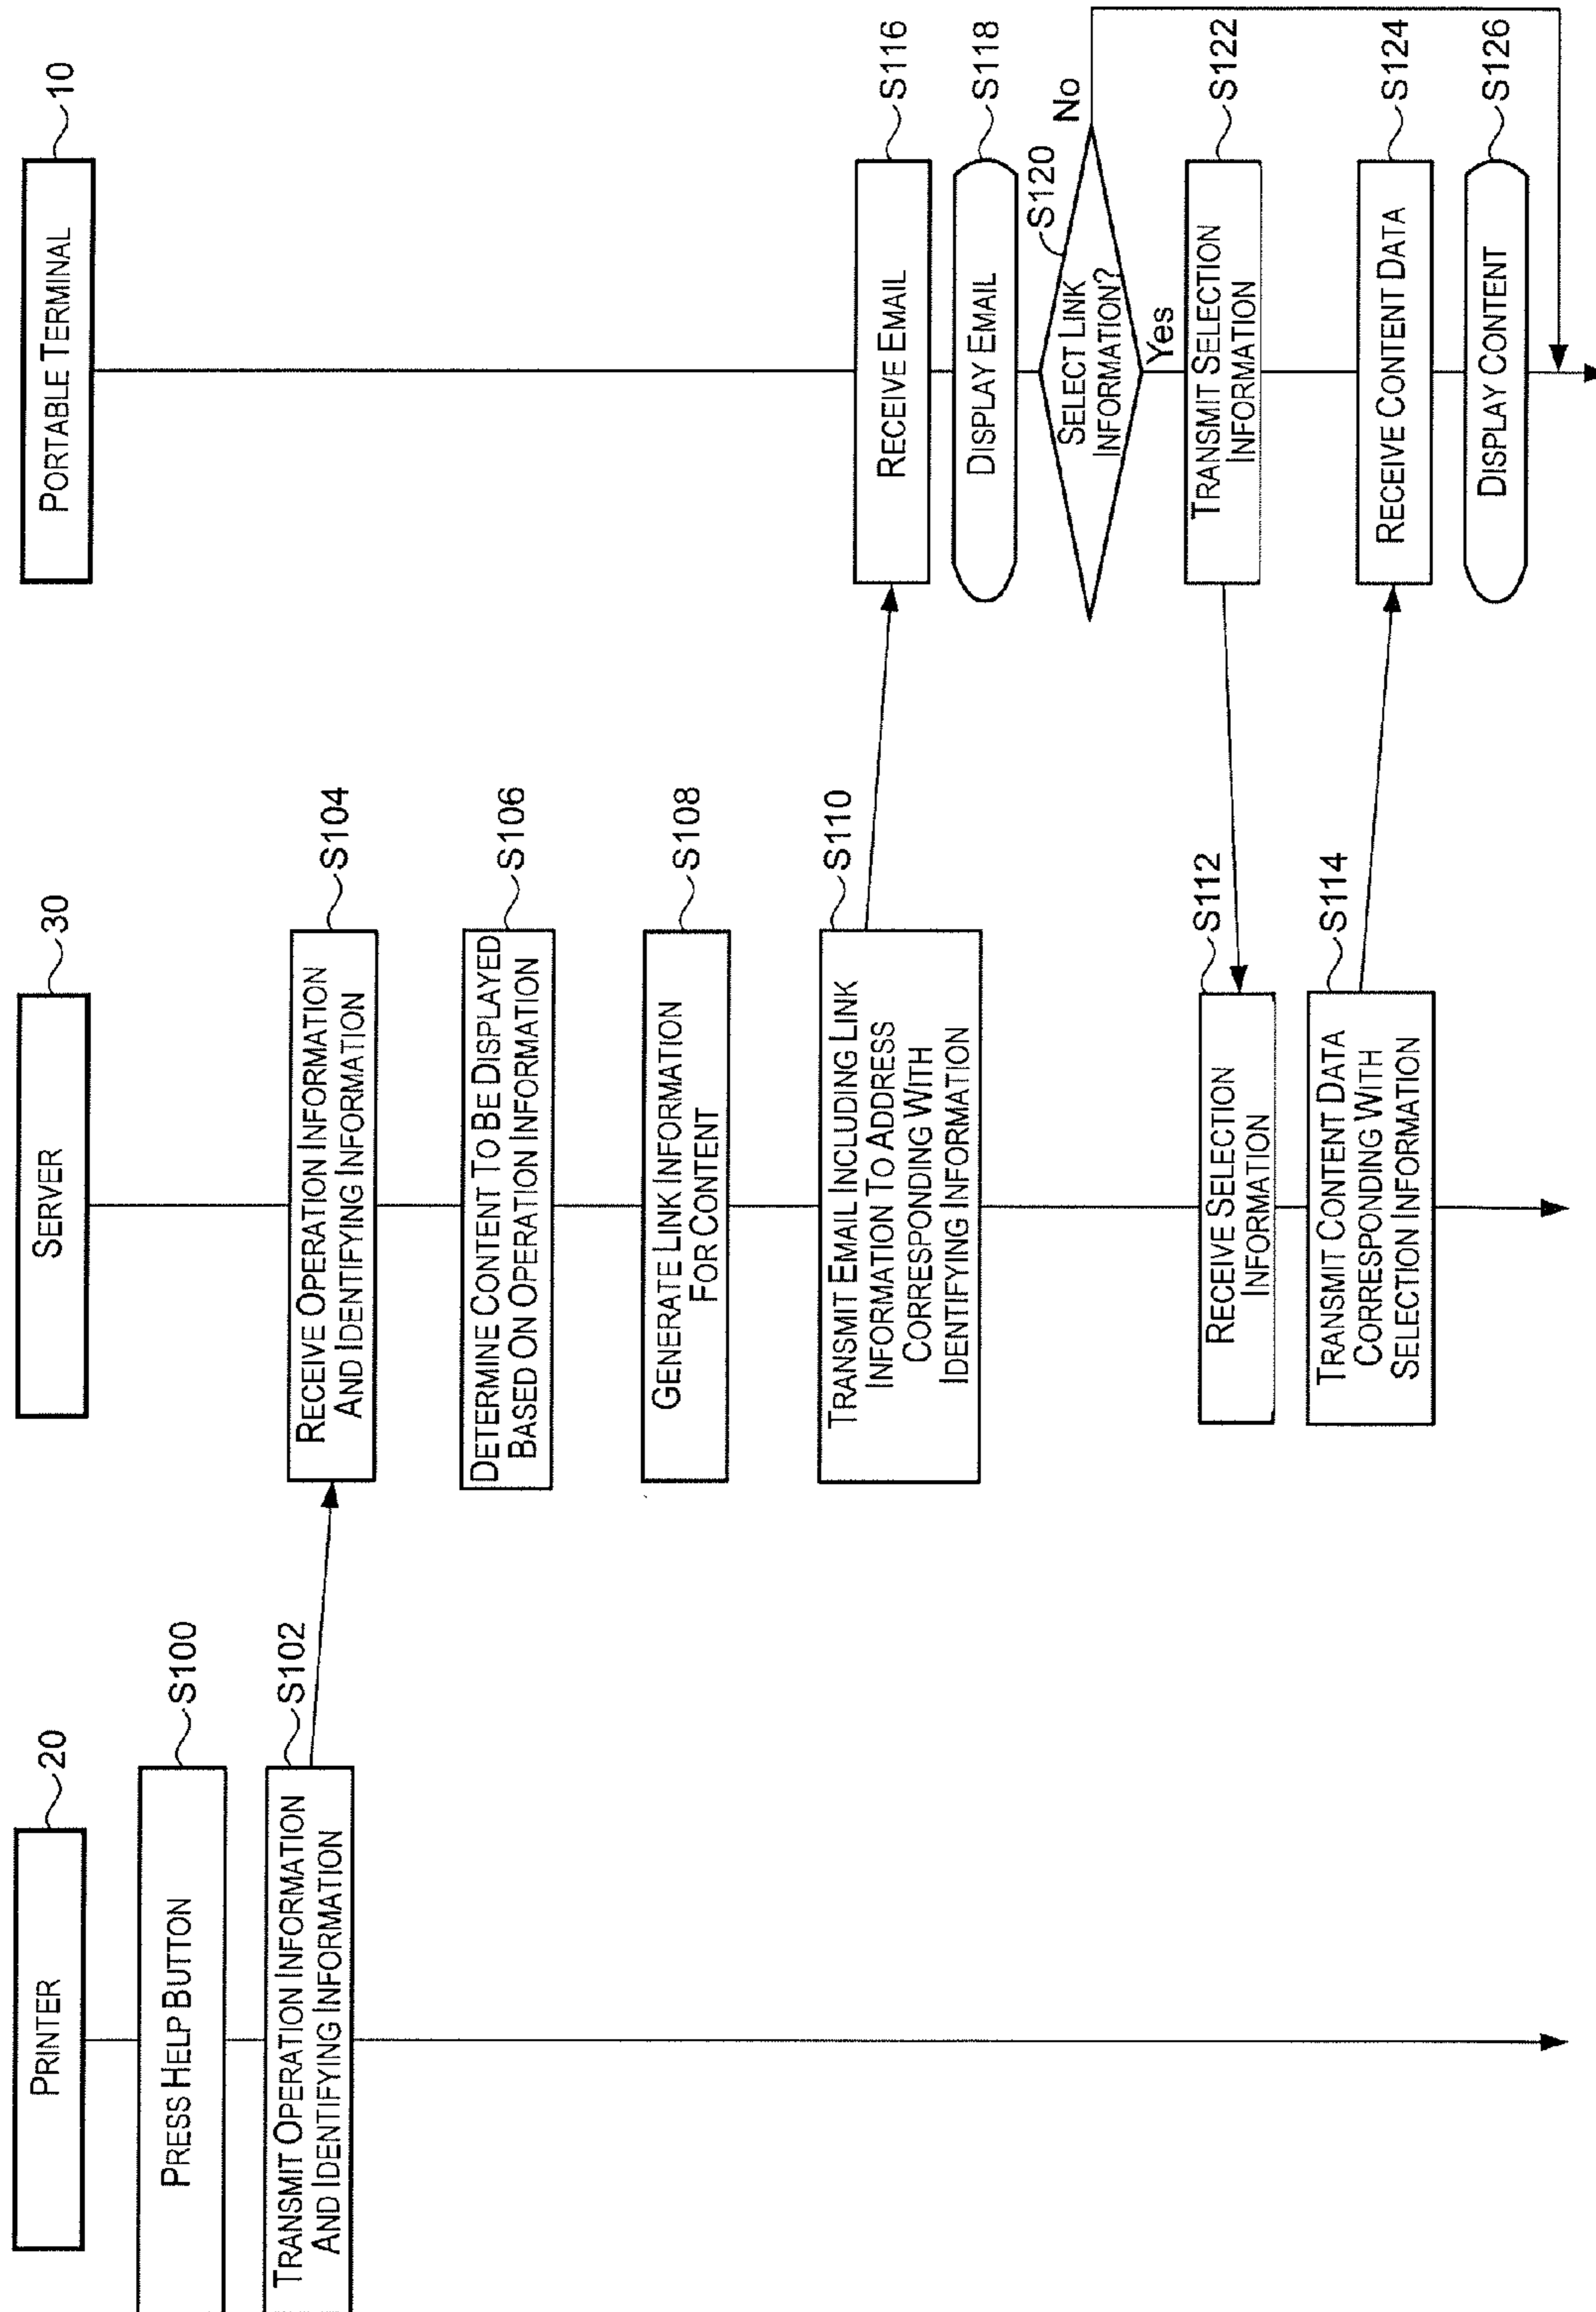 PRINTER
20
PRESS HELP BUTTON
S100
TRANSMIT OPERATION INFORMATION
AND IDENTIFYING INFORMATION
S102
SERVER
30
RECEIVE OPERATION INFORMATION
AND IDENTIFYING INFORMATION
S104
DETERMINE CONTENT TO BE DISPLAYED
BASED ON OPERATION INFORMATION
S106
GENERATE LINK INFORMATION
FOR CONTENT
S108
TRANSMIT EMAIL INCLUDING LINK
INFORMATION TO ADDRESS
CORRESPONDING WITH
IDENTIFYING INFORMATION
S110
RECEIVE SELECTION
INFORMATION
S112
TRANSMIT CONTENT DATA
CORRESPONDING WITH
SELECTION INFORMATION
S114
PORTABLE TERMINAL
10
RECEIVE EMAIL
S116
DISPLAY EMAIL
S118
SELECT LINK
INFORMATION?
S120
No
Yes
TRANSMIT SELECTION
INFORMATION
S122
RECEIVE CONTENT DATA
S124
DISPLAY CONTENT
S126